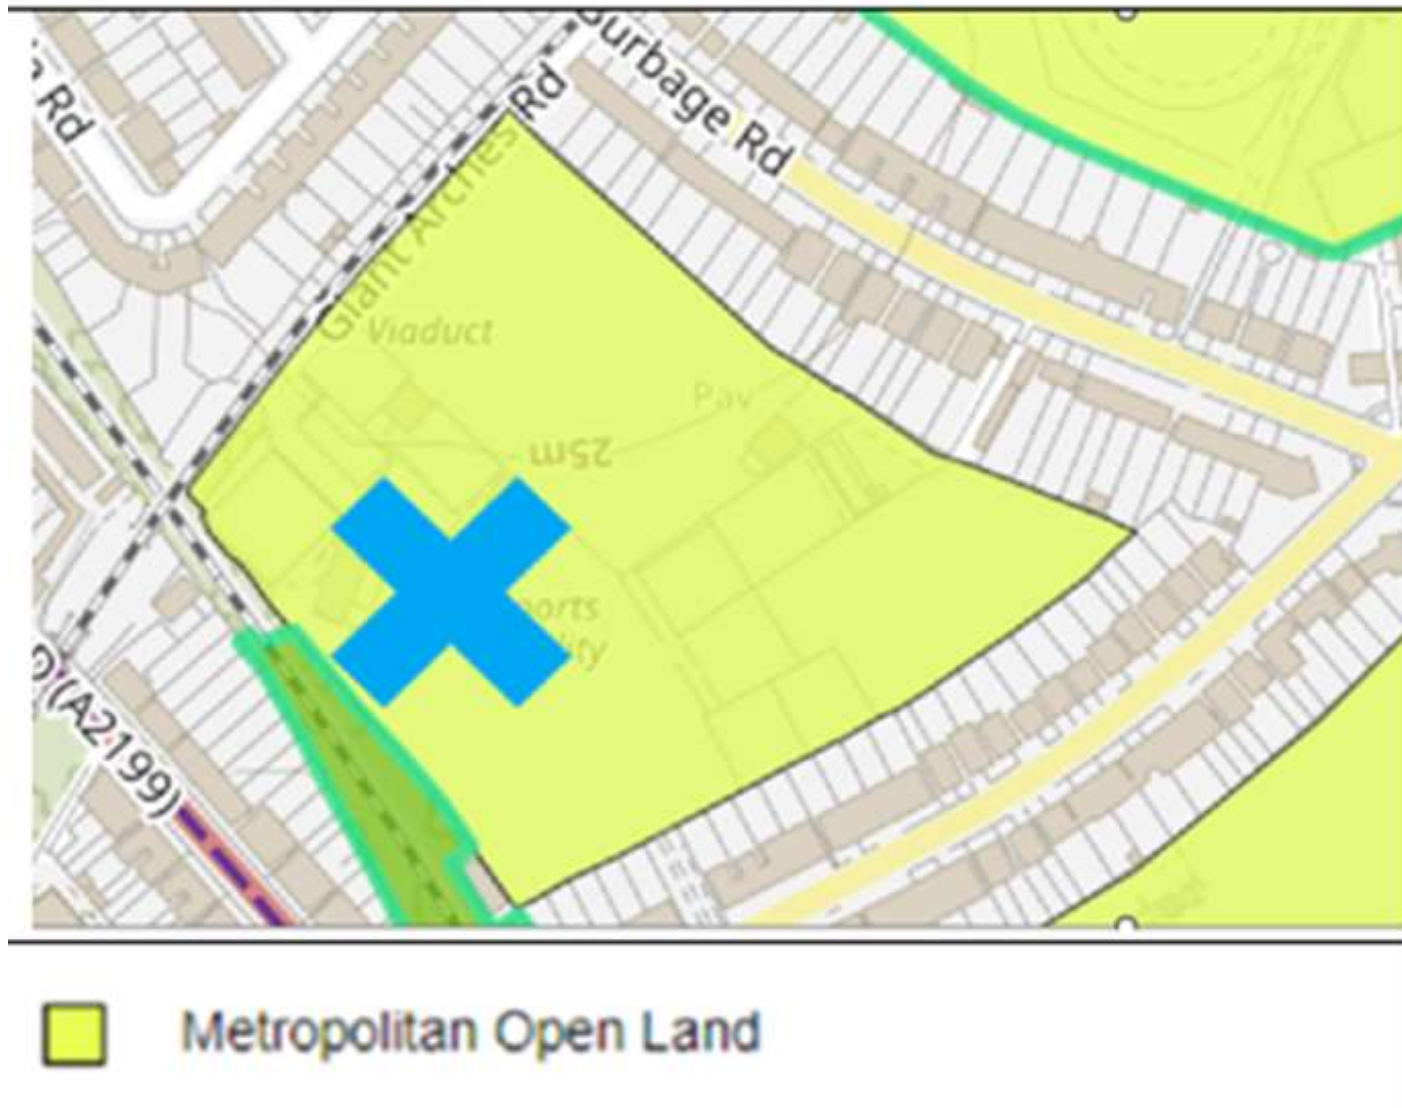 Burbage Rd
Rd
Giant Arches Rd
Viaduct
Pav
25m
(A2199)
Metropolitan Open Land